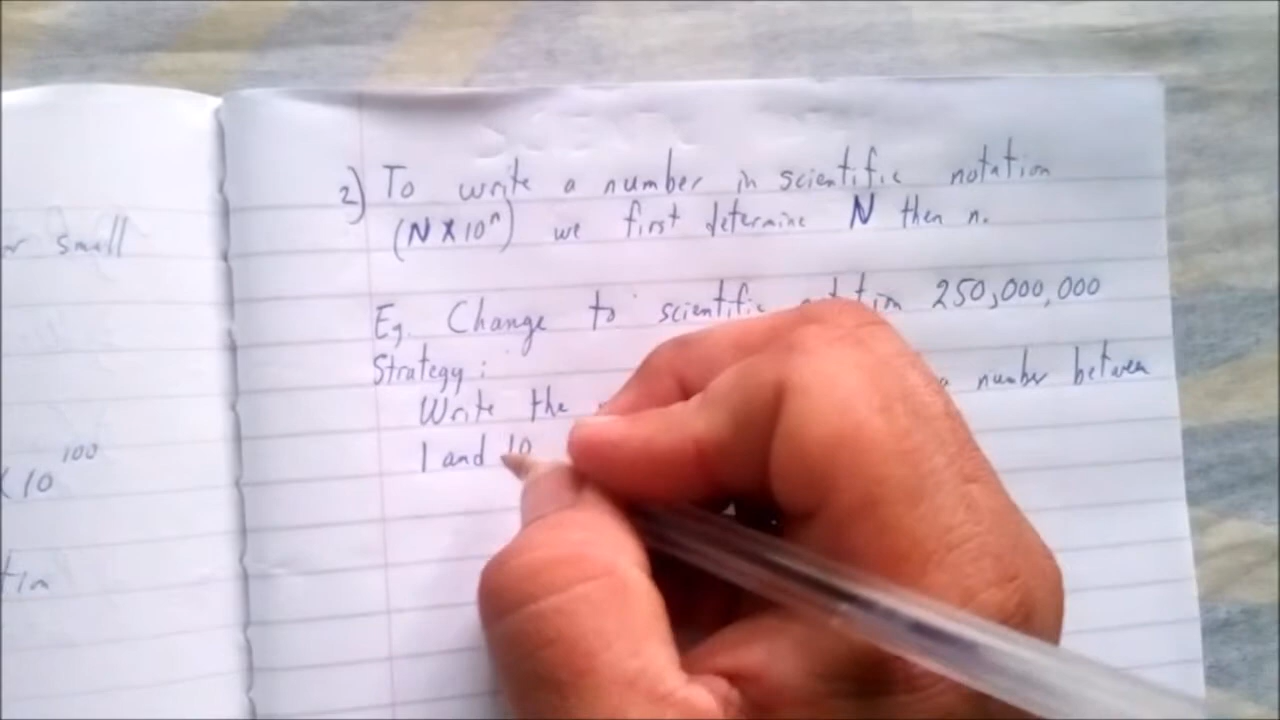 r small
× 10^100
tin
2) To write a number in scientific notation
(N × 10ⁿ) we first determine N then n.
Eg. Change to scientific 250,000,000
Strategy:
Write the a number between
1 and 10